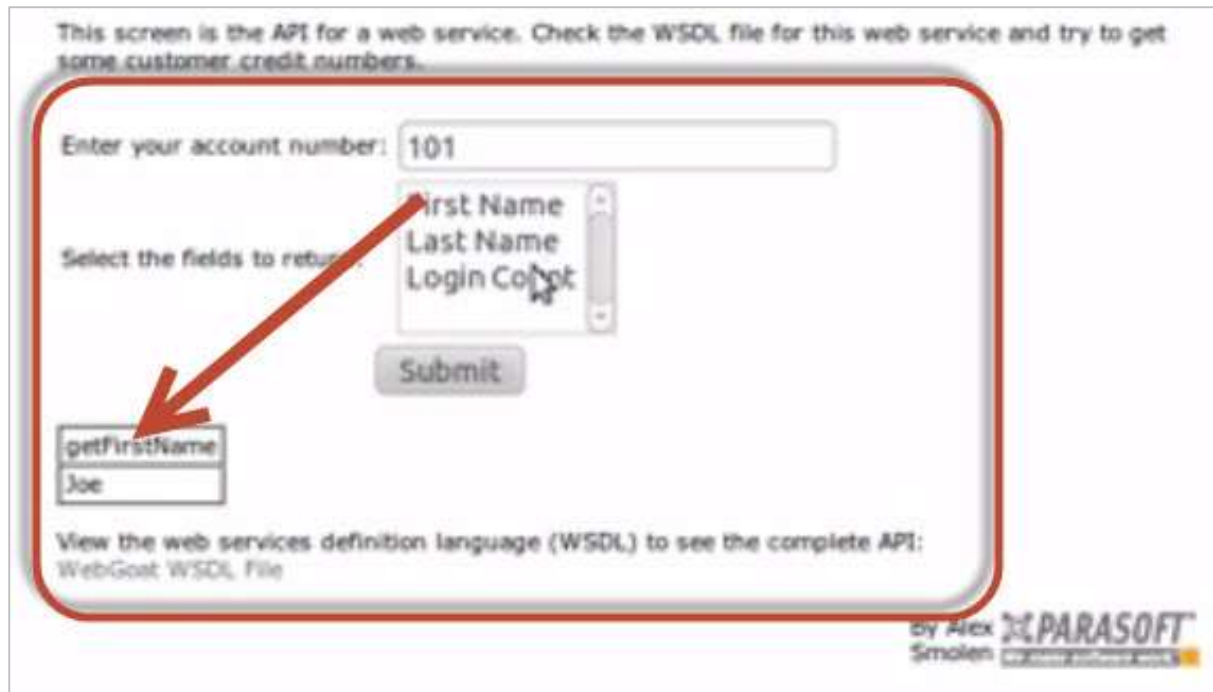 This screen is the API for a web service. Check the WSDL file for this web service and try to get
some customer credit numbers.
Enter your account number: 101
First Name
Last Name
Select the fields to return:
Login Count
Submit
getFirstName
Joe
View the web services definition language (WSDL) to see the complete API:
WebGoat WSDL File
By Alex PARASOFT
Smolen